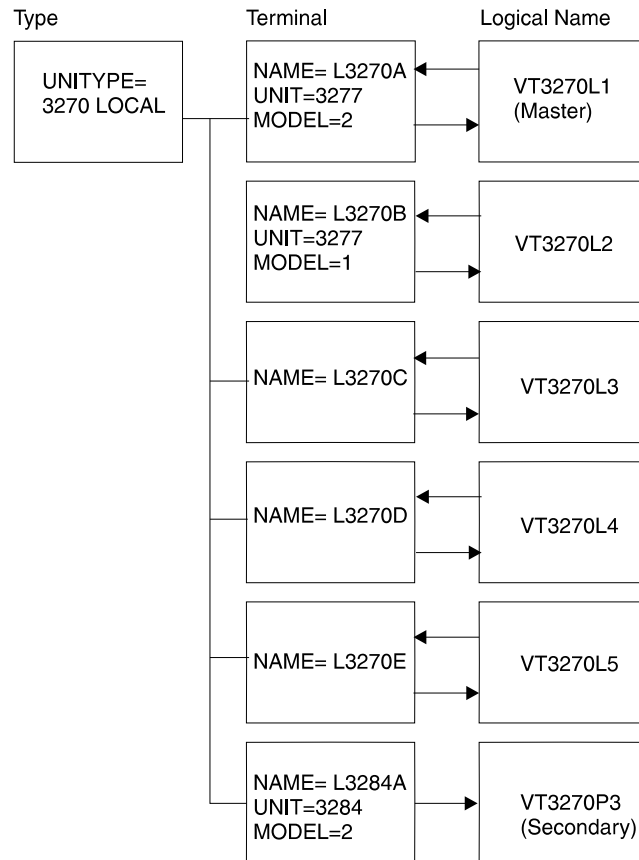 Type
Terminal
Logical Name
UNITYPE=
3270 LOCAL
NAME= L3270A
UNIT=3277
MODEL=2
VT3270L1
(Master)
NAME= L3270B
UNIT=3277
MODEL=1
VT3270L2
NAME= L3270C
VT3270L3
NAME= L3270D
VT3270L4
NAME= L3270E
VT3270L5
NAME= L3284A
UNIT=3284
MODEL=2
VT3270P3
(Secondary)